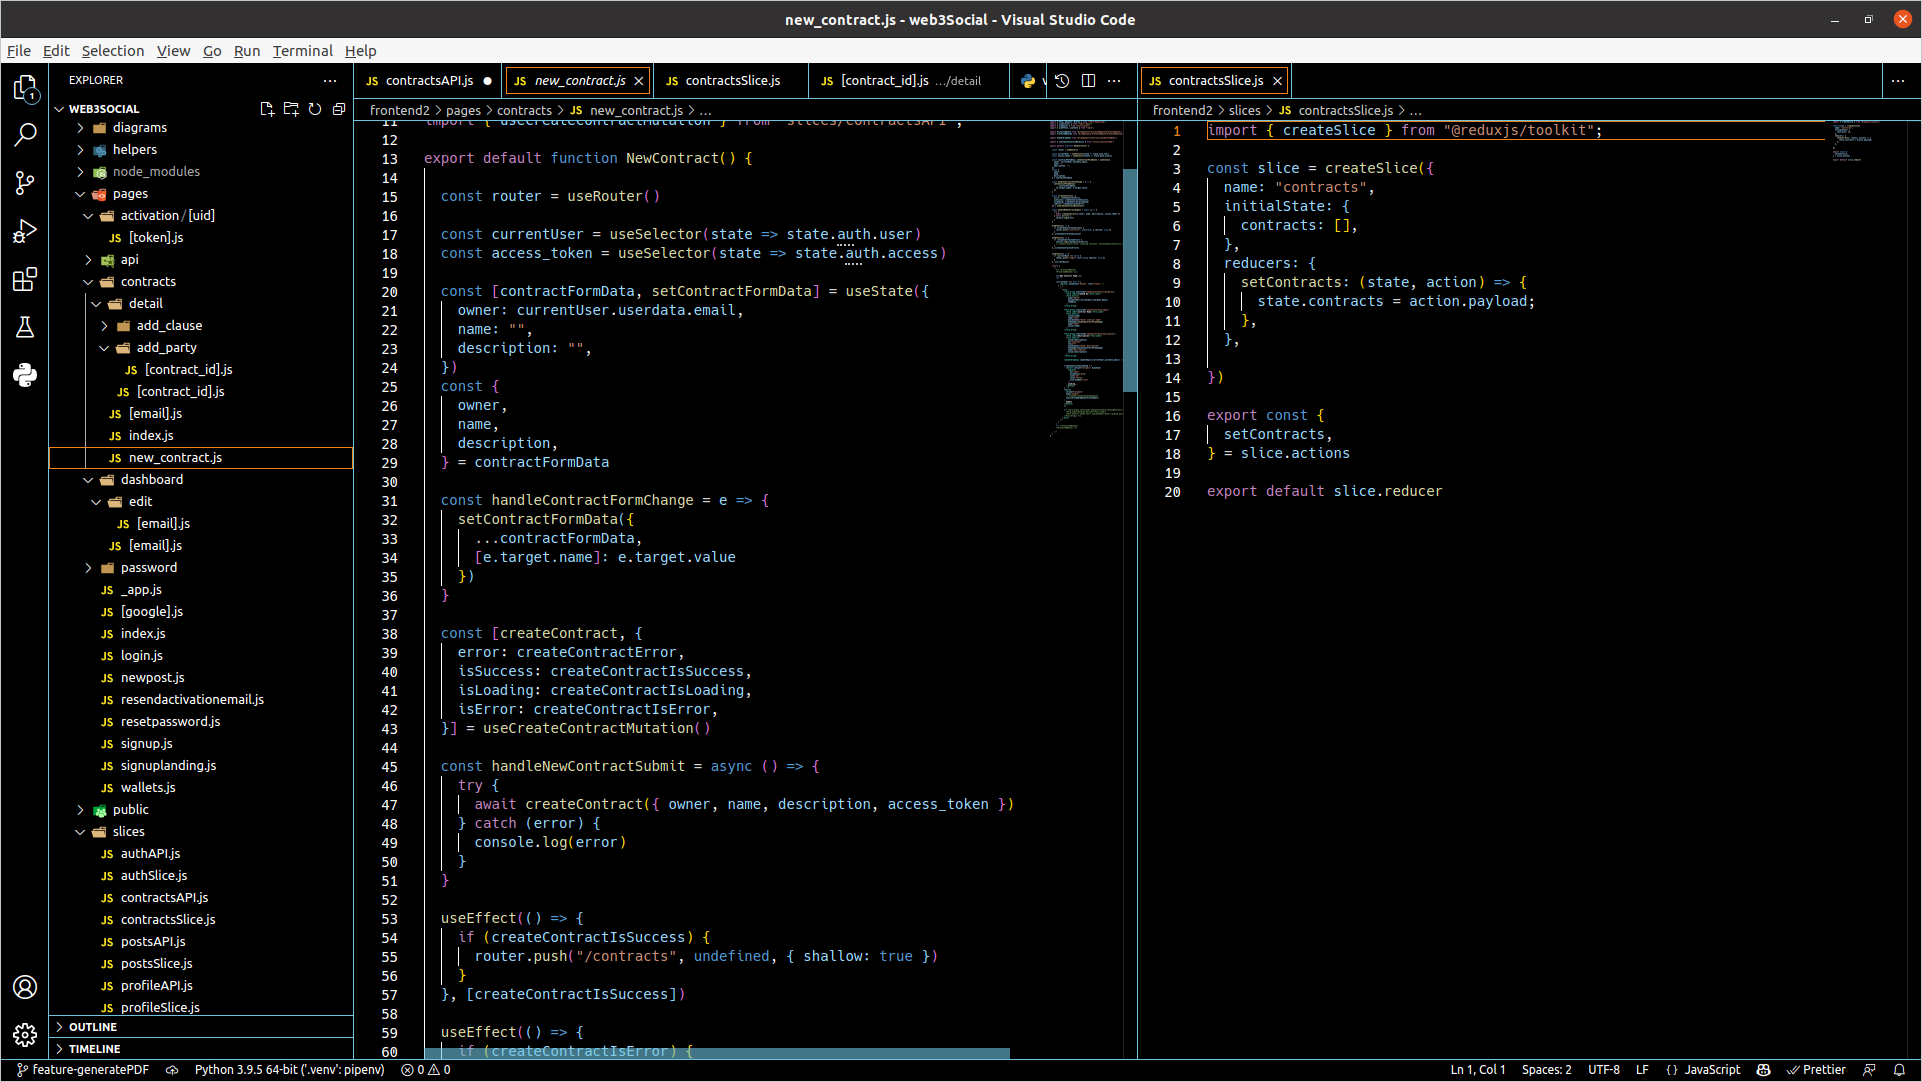 new_contract.js - web3Social - Visual Studio Code
File Edit Selection View Go Run Terminal Help
1
EXPLORER
WEB3SOCIAL
diagrams
helpers
node_modules
pages
activation/[uid]
JS [token].js
api
contracts
detail
add_clause
add_party
JS [contract_id].js
JS [contract_id].js
JS [email].js
JS index.js
JS new_contract.js
dashboard
edit
JS [email].js
JS [email].js
password
JS _app.js
JS [google].js
JS index.js
JS login.js
JS newpost.js
JS resendactivationemail.js
JS resetpassword.js
JS signup.js
JS signuplanding.js
JS wallets.js
public
slices
JS authAPI.js
JS authSlice.js
JS contractsAPI.js
JS contractsSlice.js
JS postsAPI.js
JS postsSlice.js
JS profileAPI.js
JS profileSlice.js
OUTLINE
TIMELINE
JS contractsAPI.js JS new_contract.js JS contractsSlice.js JS [contract_id].js .../detail
frontend2 > pages > contracts > JS new_contract.js > ...
11 import { useCreateContractMutation } from "slices/contractsAPI";
12
13 export default function NewContract() {
14
15 const router = useRouter()
16
17 const currentUser = useSelector(state => state.auth.user)
18 const access_token = useSelector(state => state.auth.access)
19
20 const [contractFormData, setContractFormData] = useState({
21 owner: currentUser.userdata.email,
22 name: "",
23 description: "",
24 })
25 const {
26 owner,
27 name,
28 description,
29 } = contractFormData
30
31 const handleContractFormChange = e => {
32 setContractFormData({
33 ...contractFormData,
34 [e.target.name]: e.target.value
35 })
36 }
37
38 const [createContract, {
39 error: createContractError,
40 isSuccess: createContractIsSuccess,
41 isLoading: createContractIsLoading,
42 isError: createContractIsError,
43 }] = useCreateContractMutation()
44
45 const handleNewContractSubmit = async () => {
46 try {
47 await createContract({ owner, name, description, access_token })
48 } catch (error) {
49 console.log(error)
50 }
51 }
52
53 useEffect(() => {
54 if (createContractIsSuccess) {
55 router.push("/contracts", undefined, { shallow: true })
56 }
57 }, [createContractIsSuccess])
58
59 useEffect(() => {
60 if (createContractIsError) {
JS contractsSlice.js
frontend2 > slices > JS contractsSlice.js > ...
1 import { createSlice } from "@reduxjs/toolkit";
2
3 const slice = createSlice({
4 name: "contracts",
5 initialState: {
6 contracts: [],
7 },
8 reducers: {
9 setContracts: (state, action) => {
10 state.contracts = action.payload;
11 },
12 },
13
14 })
15
16 export const {
17 setContracts,
18 } = slice.actions
19
20 export default slice.reducer
feature-generatePDF Python 3.9.5 64-bit ('.venv': pipenv) 0 0 Ln 1, Col 1 Spaces: 2 UTF-8 LF {} JavaScript Prettier